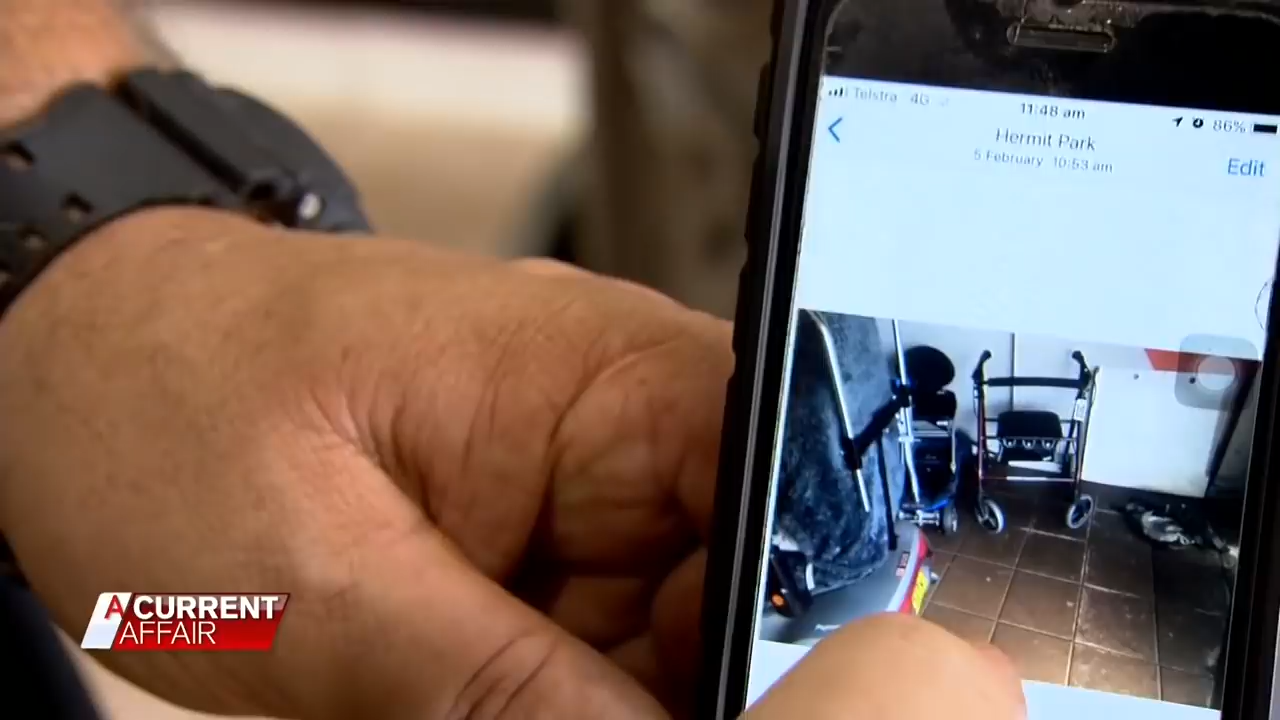 Telstra 4G
11:48 am
86%
Hermit Park
5 February 10:53 am
Edit
A CURRENT
AFFAIR